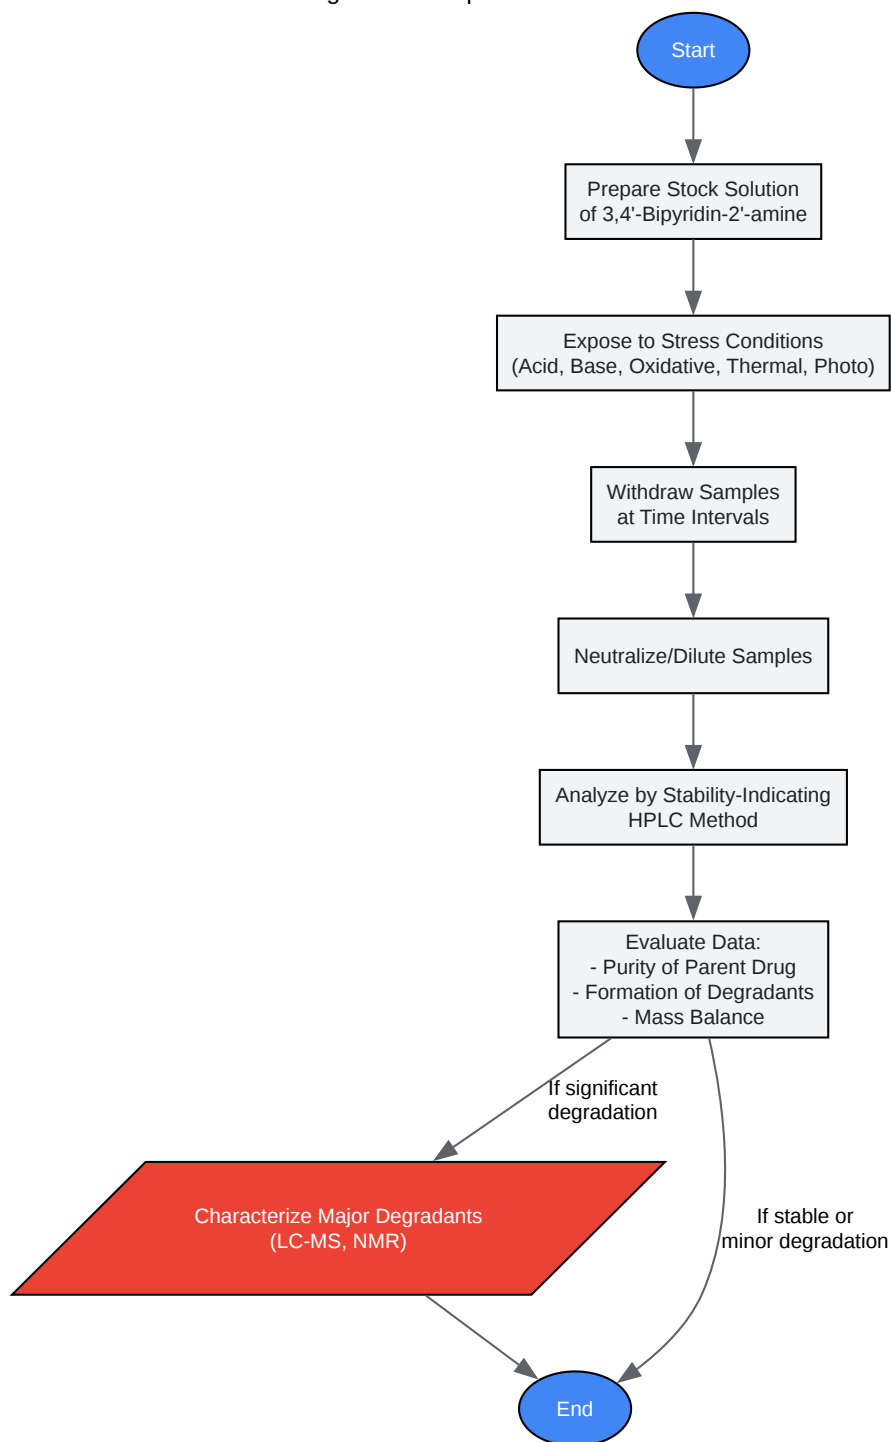 Start
Prepare Stock Solution
of 3,4'-Bipyridin-2'-amine
Expose to Stress Conditions
(Acid, Base, Oxidative, Thermal, Photo)
Withdraw Samples
at Time Intervals
Neutralize/Dilute Samples
Analyze by Stability-Indicating
HPLC Method
Evaluate Data:
- Purity of Parent Drug
- Formation of Degradants
- Mass Balance
If significant
degradation
Characterize Major Degradants
(LC-MS, NMR)
If stable or
minor degradation
End